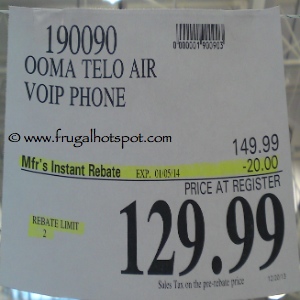 190090
OOMA TELO AIR
VOIP PHONE
© www.frugalhotspot.com
149.99
Mfr's Instant Rebate EXP. 01/05/14 -20.00
PRICE AT REGISTER
REBATE LIMIT
2
129.99
Sales Tax on the pre-rebate price